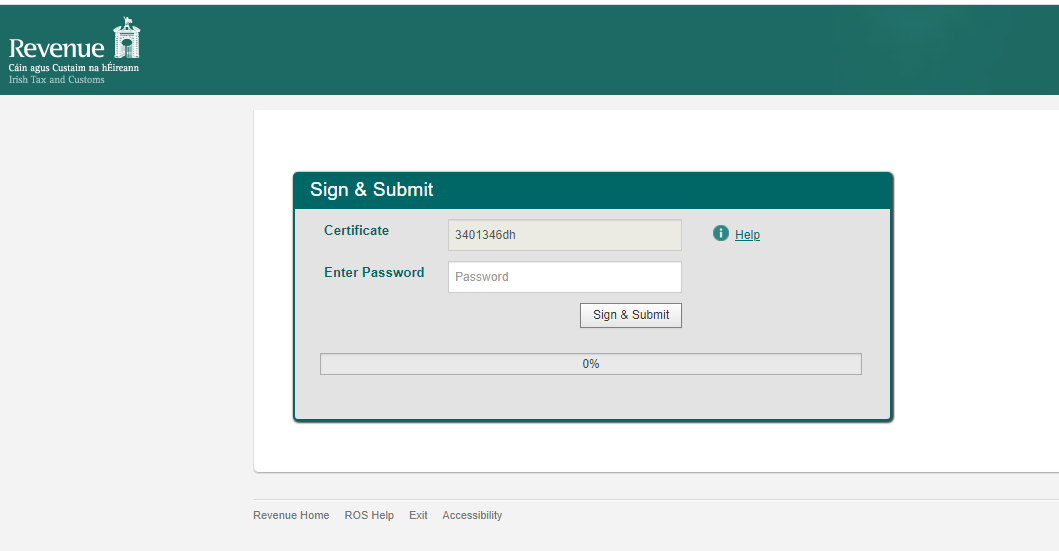 Revenue
Cáin agus Custaim na hÉireann
Irish Tax and Customs
Sign & Submit
Certificate
3401346dh
Help
Enter Password
Password
Sign & Submit
0%
Revenue Home ROS Help Exit Accessibility